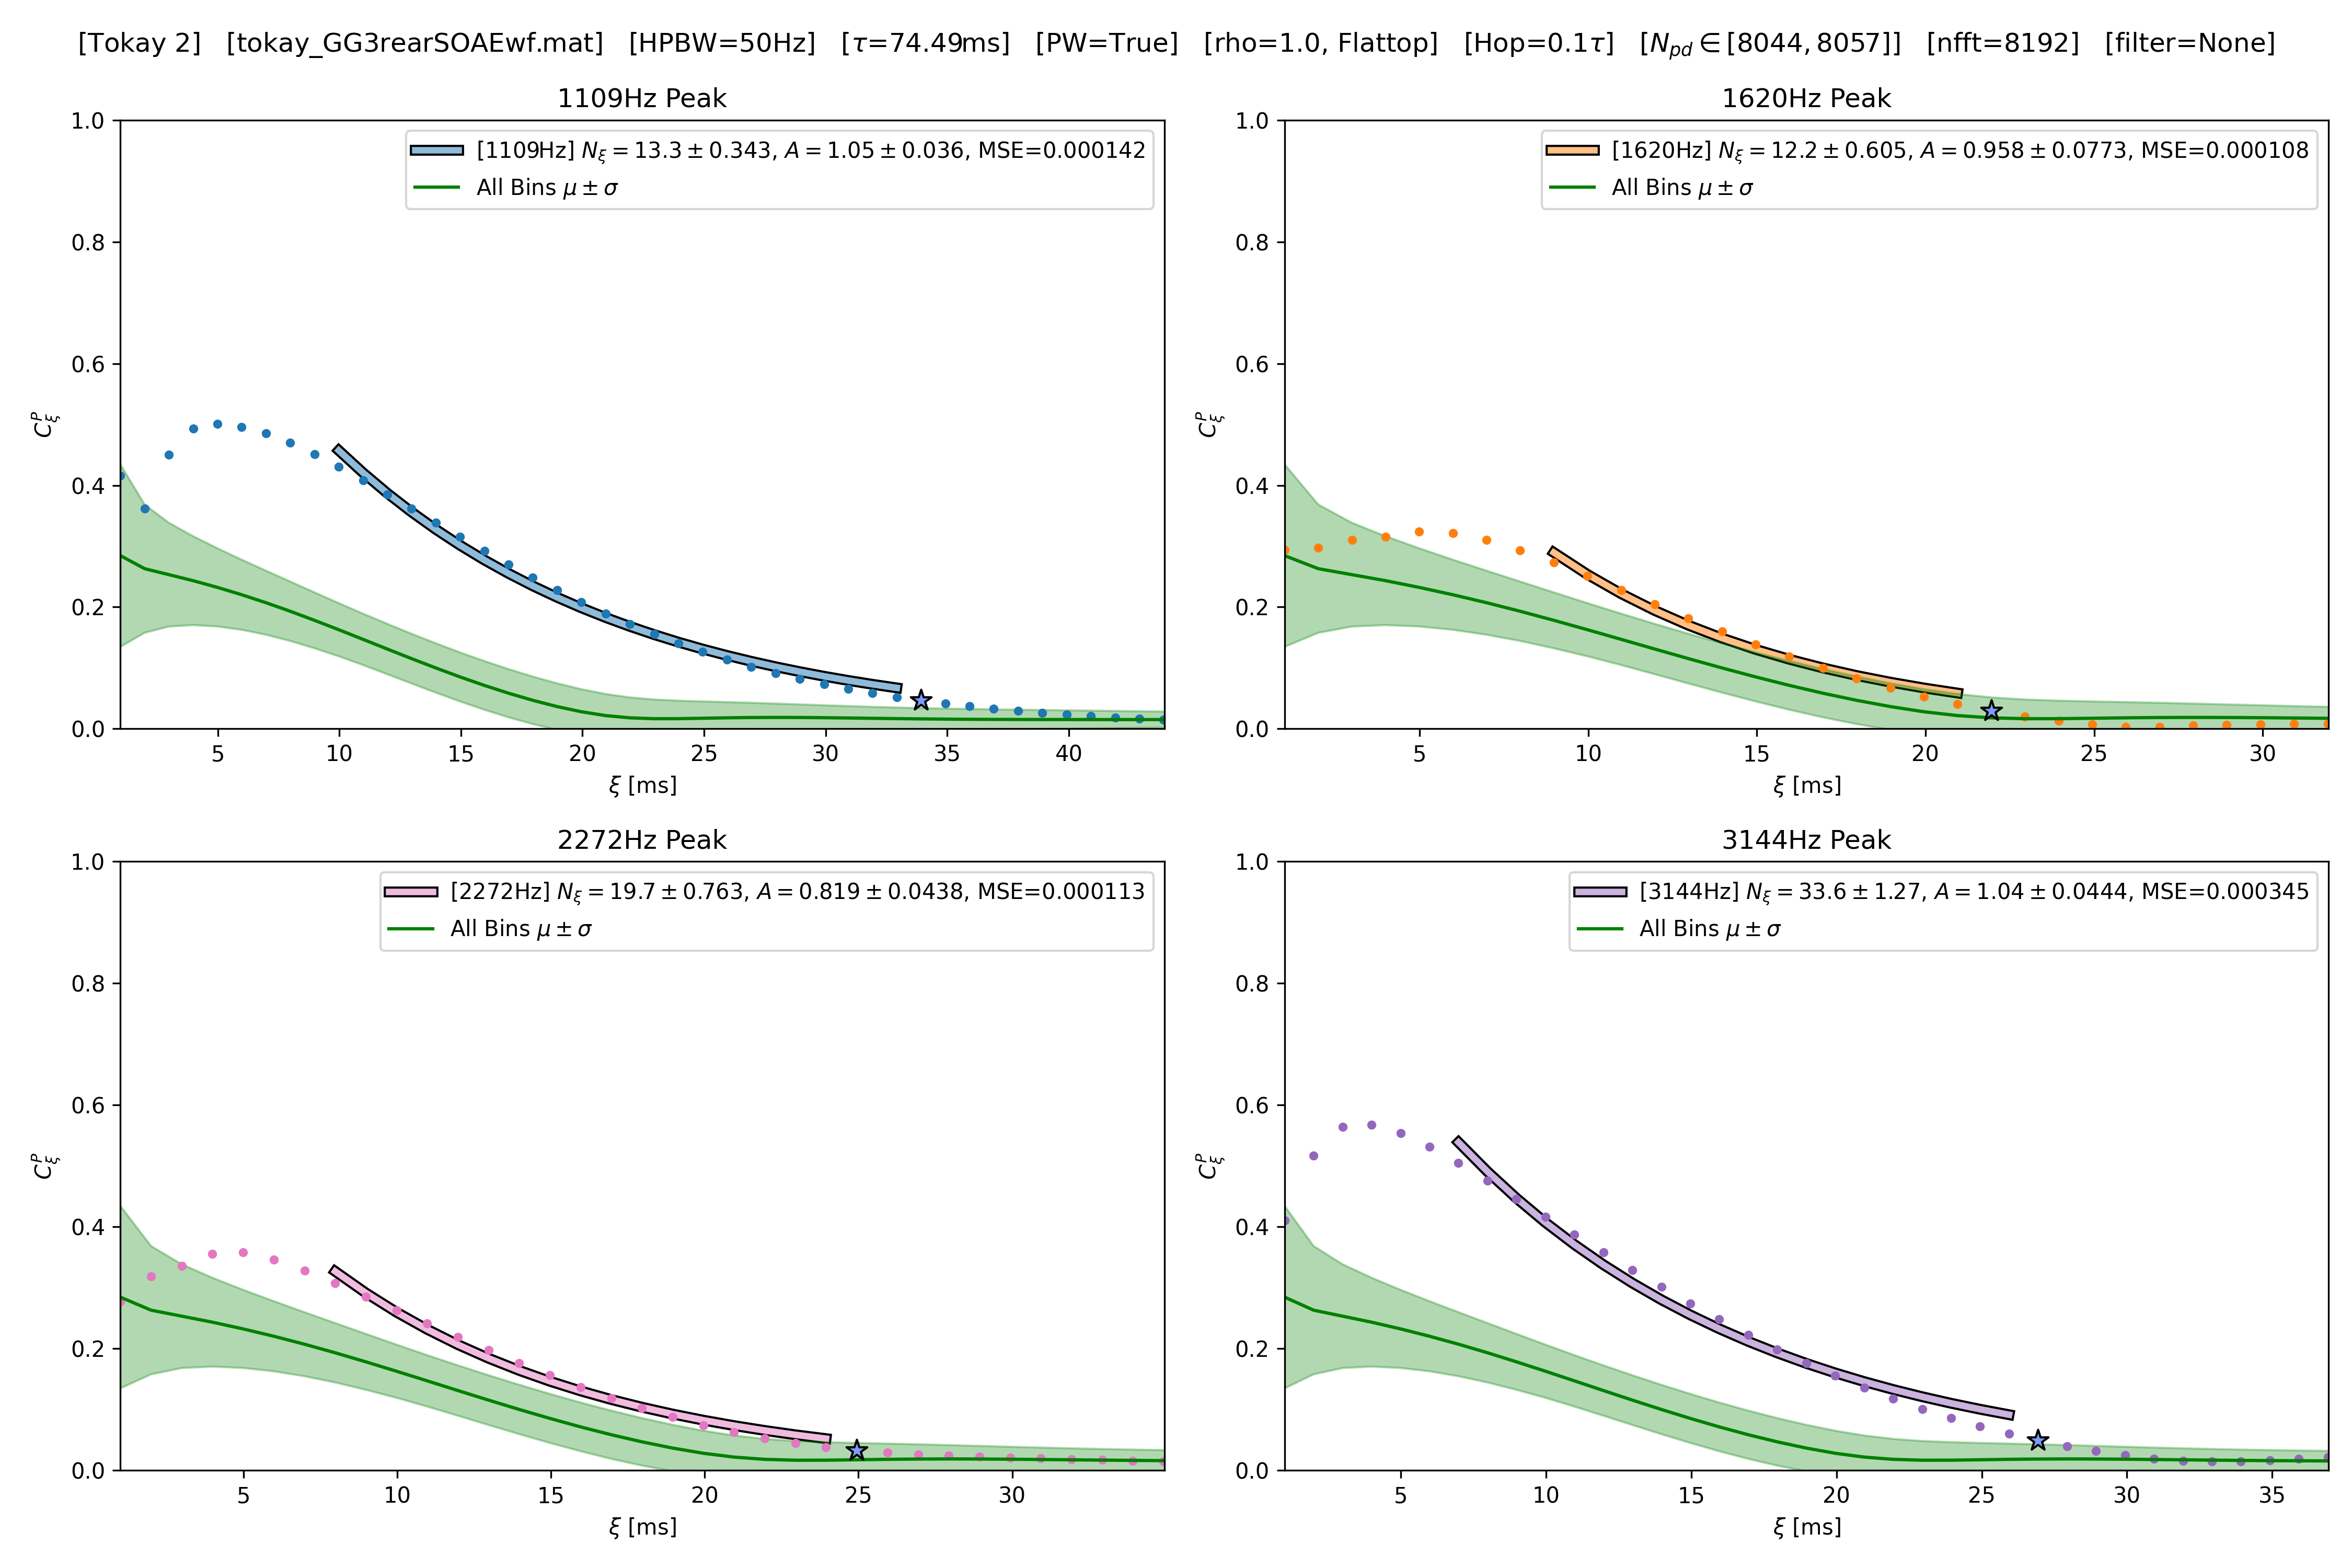 [Tokay 2] [tokay_GG3rearSOAEwf.mat] [HPBW=50Hz] [τ=74.49ms] [PW=True] [rho=1.0, Flattop] [Hop=0.1τ] [N_pd ∈ [8044, 8057]] [nfft=8192] [filter=None]
1109Hz Peak
1.0
0.8
0.6
0.4
0.2
0.0
C^P_ξ
[1109Hz] N_ξ = 13.3 ± 0.343, A = 1.05 ± 0.036, MSE=0.000142
All Bins μ ± σ
5 10 15 20 25 30 35 40
ξ [ms]
1620Hz Peak
1.0
0.8
0.6
0.4
0.2
0.0
C^P_ξ
[1620Hz] N_ξ = 12.2 ± 0.605, A = 0.958 ± 0.0773, MSE=0.000108
All Bins μ ± σ
5 10 15 20 25 30
ξ [ms]
2272Hz Peak
1.0
0.8
0.6
0.4
0.2
0.0
C^P_ξ
[2272Hz] N_ξ = 19.7 ± 0.763, A = 0.819 ± 0.0438, MSE=0.000113
All Bins μ ± σ
5 10 15 20 25 30
ξ [ms]
3144Hz Peak
1.0
0.8
0.6
0.4
0.2
0.0
C^P_ξ
[3144Hz] N_ξ = 33.6 ± 1.27, A = 1.04 ± 0.0444, MSE=0.000345
All Bins μ ± σ
5 10 15 20 25 30 35
ξ [ms]